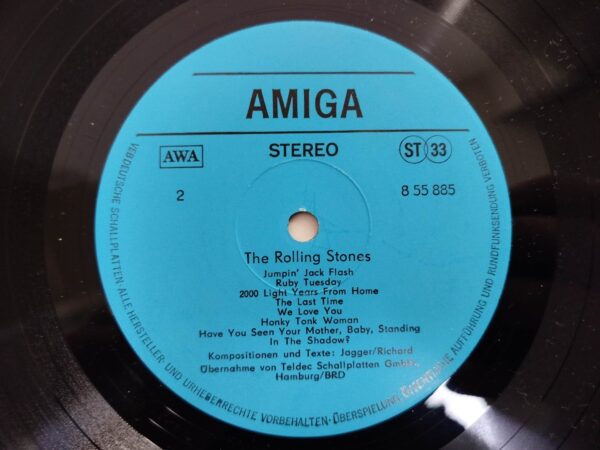 AMIGA
AWA
STEREO
ST 33
2
8 55 885
The Rolling Stones
Jumpin' Jack Flash
Ruby Tuesday
2000 Light Years From Home
The Last Time
We Love You
Honky Tonk Woman
Have You Seen Your Mother, Baby, Standing
In The Shadow?
Kompositionen und Texte: Jagger/Richard
Übernahme von Teldec Schallplatten GmbH,
Hamburg/BRD
VEB DEUTSCHE SCHALLPLATTEN·ALLE HERSTELLER- UND URHEBERRECHTE VORBEHALTEN·ÜBERSPIELUNG, ÖFFENTLICHE AUFFÜHRUNG UND RUNDFUNKSENDUNG VERBOTEN